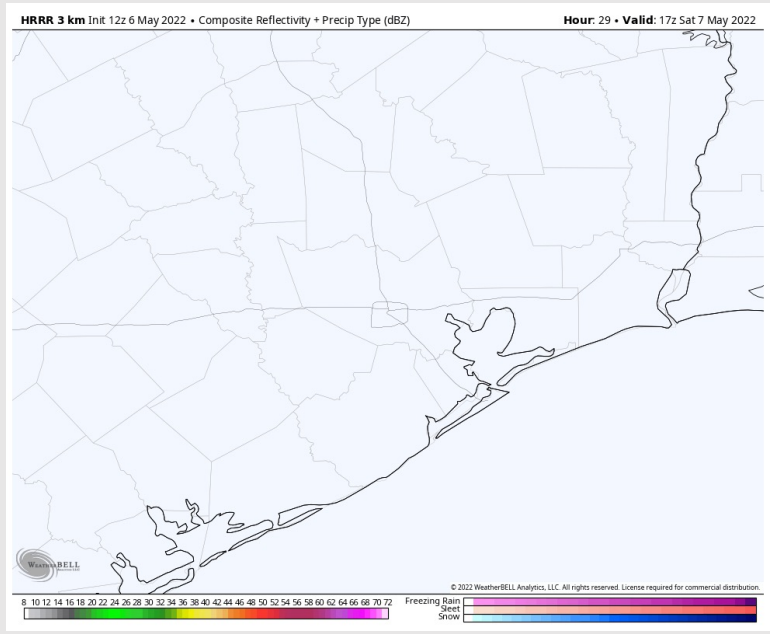 HRRR 3 km Init 12z 6 May 2022 • Composite Reflectivity + Precip Type (dBZ)
Hour: 29 • Valid: 17z Sat 7 May 2022
WeatherBELL
© 2022 WeatherBELL Analytics, LLC. All rights reserved. License required for commercial distribution.
8 10 12 14 16 18 20 22 24 26 28 30 32 34 36 38 40 42 44 46 48 50 52 54 56 58 60 62 64 66 68 70 72
Freezing Rain
Sleet
Snow